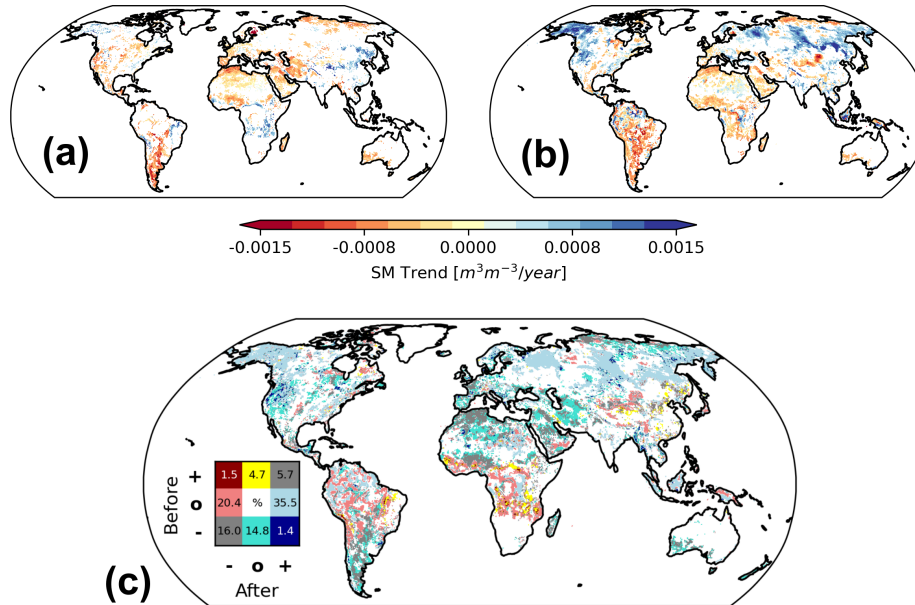 (a)
(b)
-0.0015 -0.0008 0.0000 0.0008 0.0015
SM Trend [m³m⁻³/year]
Before
+ 1.5 4.7 5.7
o 20.4 % 35.5
- 16.0 14.8 1.4
- o +
After
(c)